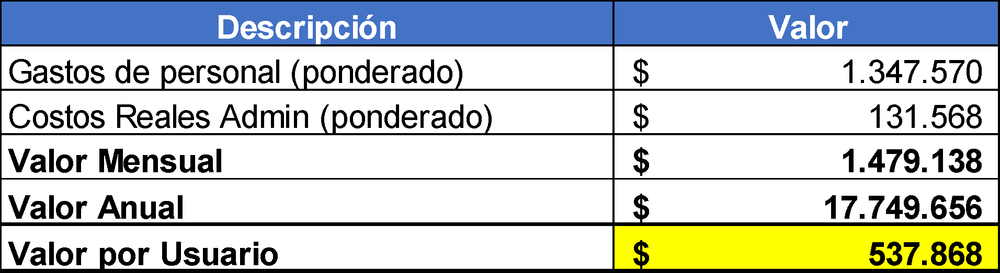 Descripción Valor
Gastos de personal (ponderado) $ 1.347.570
Costos Reales Admin (ponderado) $ 131.568
Valor Mensual $ 1.479.138
Valor Anual $ 17.749.656
Valor por Usuario $ 537.868